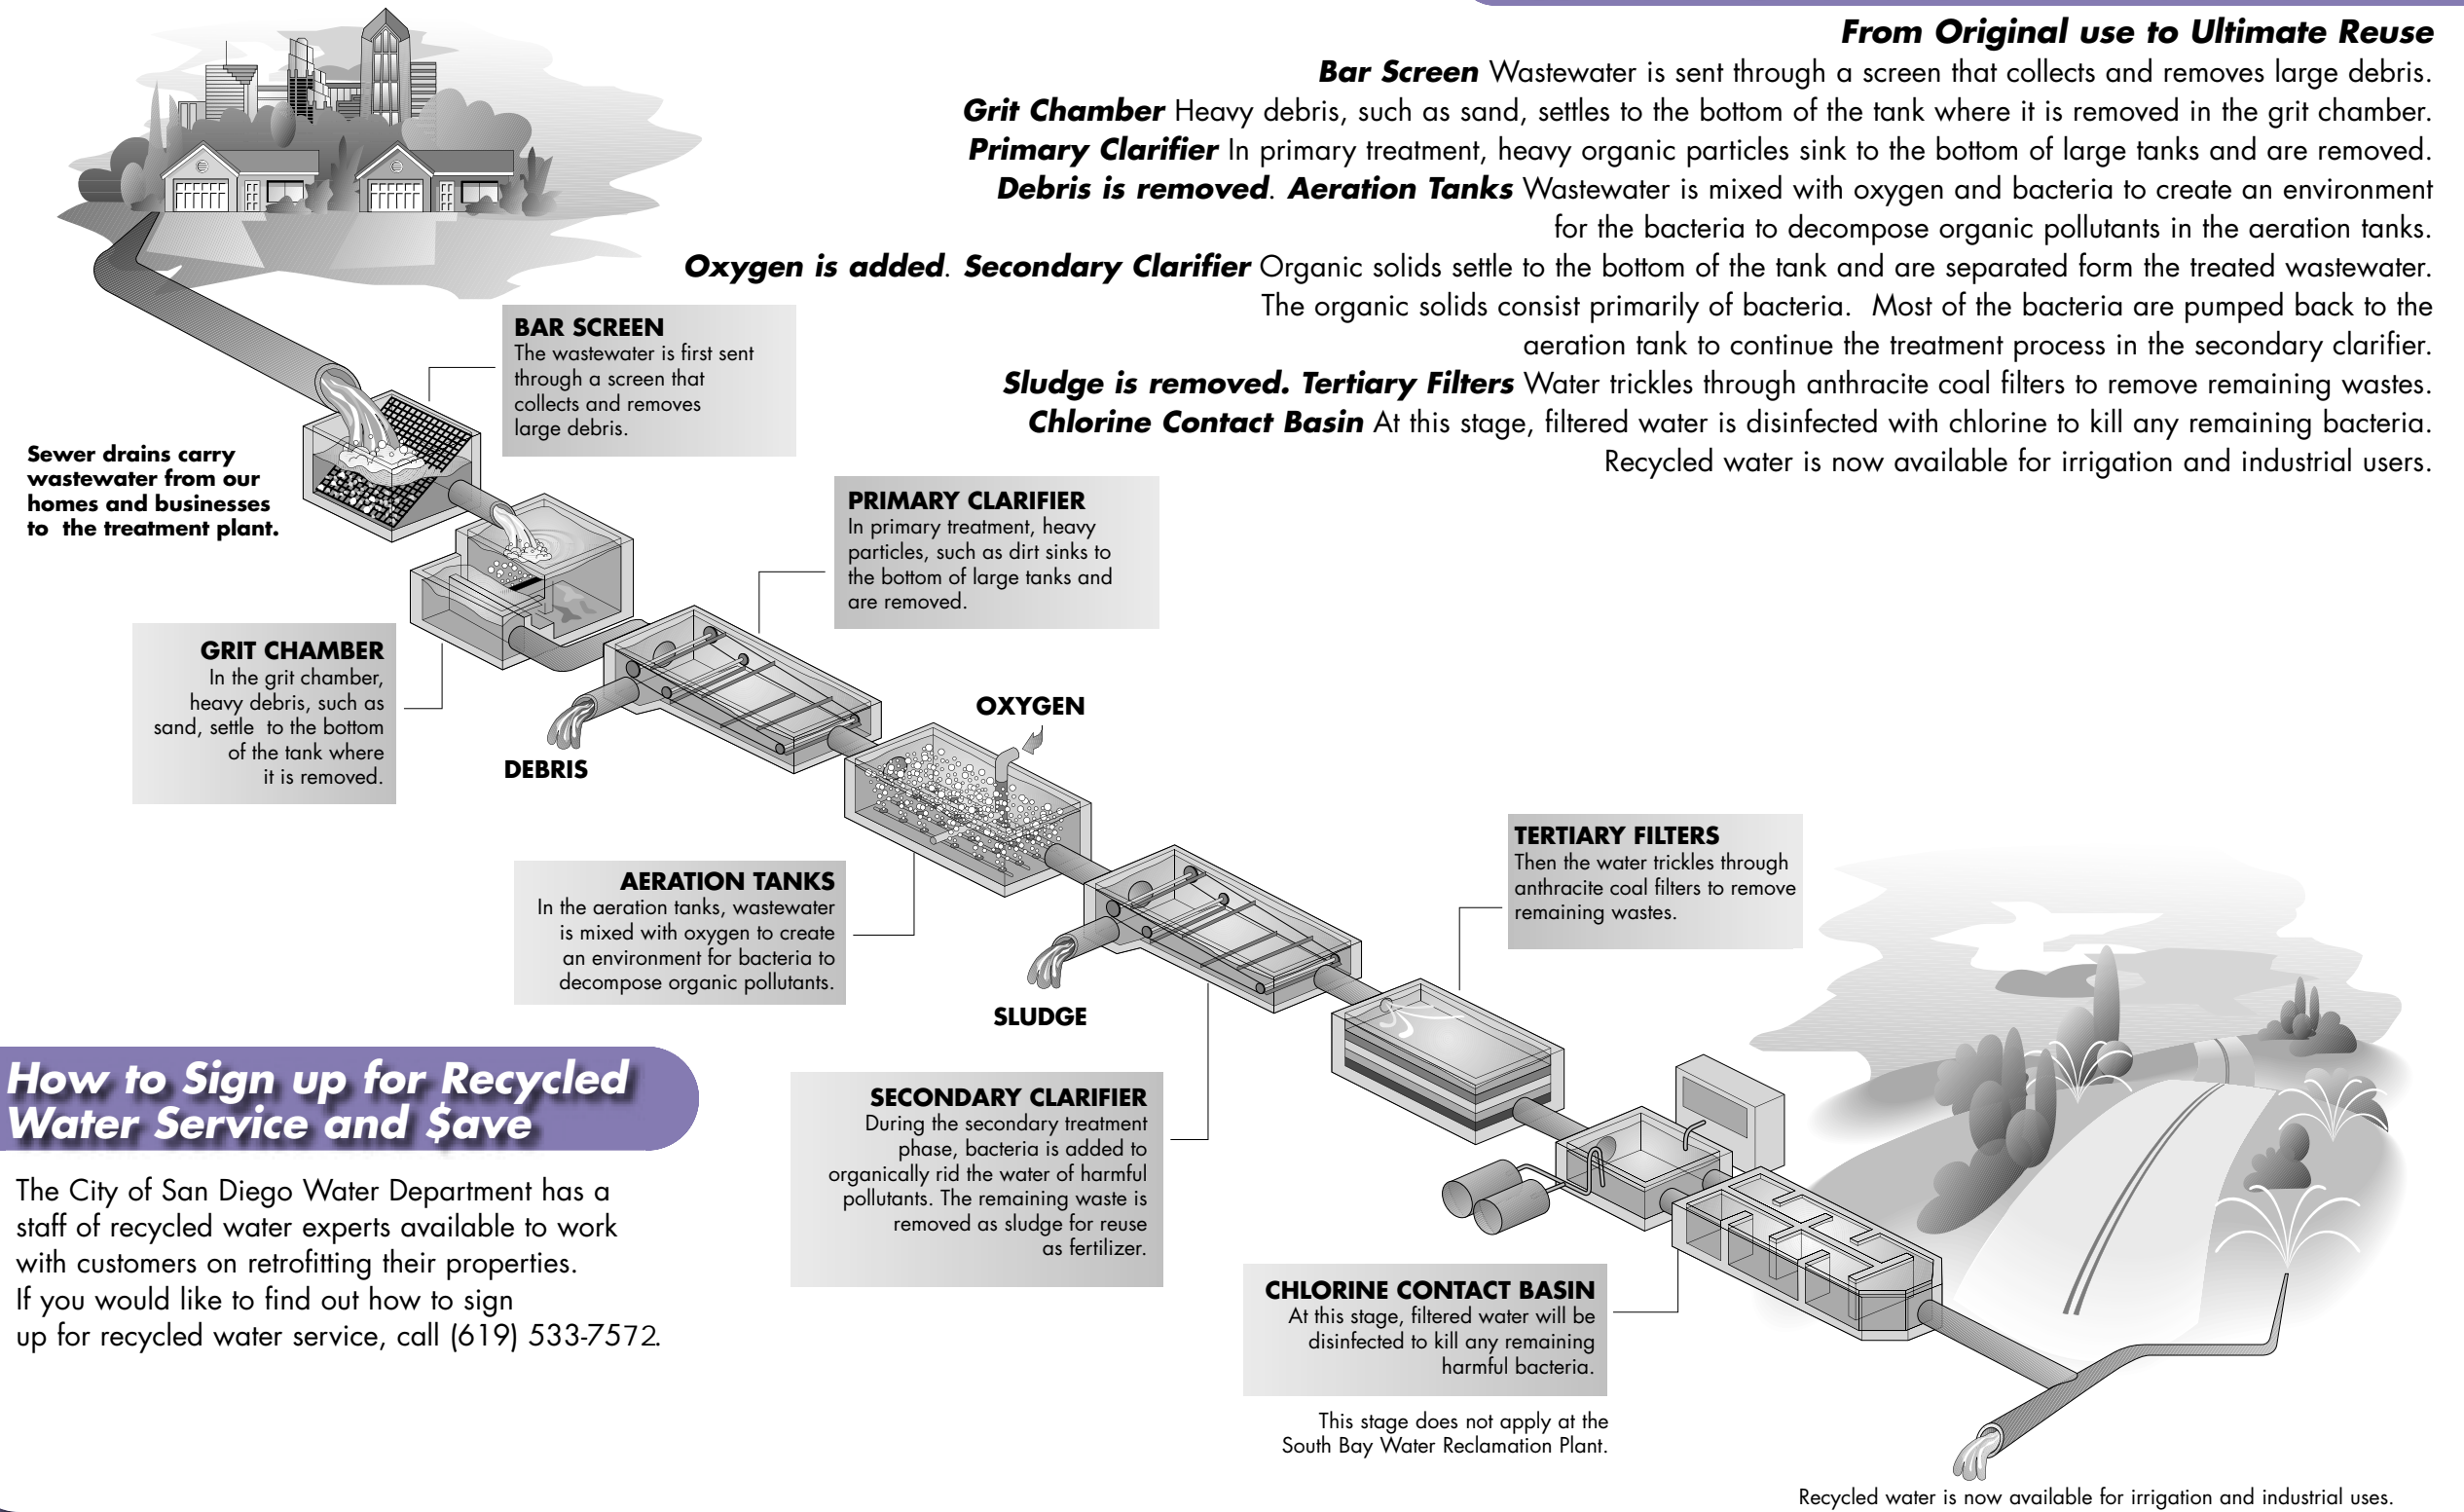 From Original use to Ultimate Reuse
Bar Screen Wastewater is sent through a screen that collects and removes large debris.
Grit Chamber Heavy debris, such as sand, settles to the bottom of the tank where it is removed in the grit chamber.
Primary Clarifier In primary treatment, heavy organic particles sink to the bottom of large tanks and are removed.
Debris is removed. Aeration Tanks Wastewater is mixed with oxygen and bacteria to create an environment
for the bacteria to decompose organic pollutants in the aeration tanks.
Oxygen is added. Secondary Clarifier Organic solids settle to the bottom of the tank and are separated form the treated wastewater.
The organic solids consist primarily of bacteria.  Most of the bacteria are pumped back to the
aeration tank to continue the treatment process in the secondary clarifier.
Sludge is removed. Tertiary Filters Water trickles through anthracite coal filters to remove remaining wastes.
Chlorine Contact Basin At this stage, filtered water is disinfected with chlorine to kill any remaining bacteria.
Recycled water is now available for irrigation and industrial users.
BAR SCREEN
The wastewater is first sent
through a screen that
collects and removes
large debris.
Sewer drains carry
wastewater from our
homes and businesses
to  the treatment plant.
PRIMARY CLARIFIER
In primary treatment, heavy
particles, such as dirt sinks to
the bottom of large tanks and
are removed.
GRIT CHAMBER
In the grit chamber,
heavy debris, such as
sand, settle  to the bottom
of the tank where
it is removed.
DEBRIS
OXYGEN
AERATION TANKS
In the aeration tanks, wastewater
is mixed with oxygen to create
an environment for bacteria to
decompose organic pollutants.
SLUDGE
TERTIARY FILTERS
Then the water trickles through
anthracite coal filters to remove
remaining wastes.
SECONDARY CLARIFIER
During the secondary treatment
phase, bacteria is added to
organically rid the water of harmful
pollutants. The remaining waste is
removed as sludge for reuse
as fertilizer.
How to Sign up for Recycled
Water Service and $ave
The City of San Diego Water Department has a
staff of recycled water experts available to work
with customers on retrofitting their properties.
If you would like to find out how to sign
up for recycled water service, call (619) 533-7572.
CHLORINE CONTACT BASIN
At this stage, filtered water will be
disinfected to kill any remaining
harmful bacteria.
This stage does not apply at the
South Bay Water Reclamation Plant.
Recycled water is now available for irrigation and industrial uses.